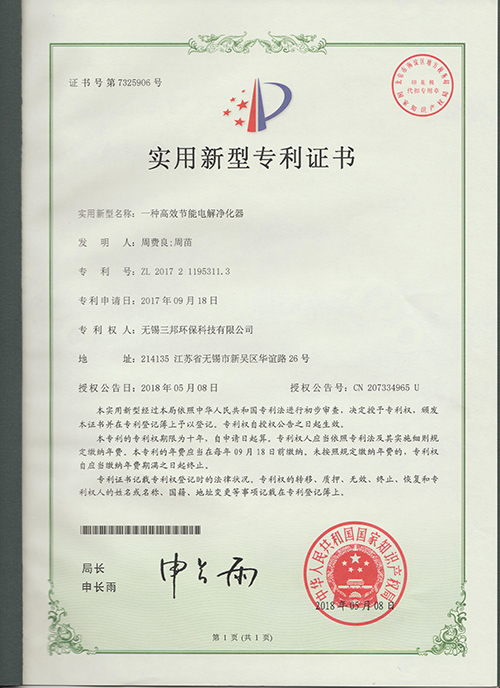 证书号第7325906号
实用新型专利证书
实用新型名称：一种高效节能电解净化器
发明人：周费良;周苗
专利号：ZL 2017 2 1195311.3
专利申请日：2017年09月18日
专利权人：无锡三邦环保科技有限公司
地址：214135 江苏省无锡市新吴区华谊路26号
授权公告日：2018年05月08日 授权公告号：CN 207334965 U
本实用新型经过本局依照中华人民共和国专利法进行初步审查，决定授予专利权，颁发
本证书并在专利登记簿上予以登记。专利权自授权公告之日起生效。
本专利的专利权期限为十年，自申请日起算。专利权人应当依照专利法及其实施细则规
定缴纳年费。本专利的年费应当在每年09月18日前缴纳。未按照规定缴纳年费的，专利权
自应当缴纳年费期满之日起终止。
专利证书记载专利权登记时的法律状况。专利权的转移、质押、无效、终止、恢复和专
利权人的姓名或名称、国籍、地址变更等事项记载在专利登记簿上。
局长
申长雨
申长雨
中华人民共和国国家知识产权局
2018年05月08日
第1页(共1页)